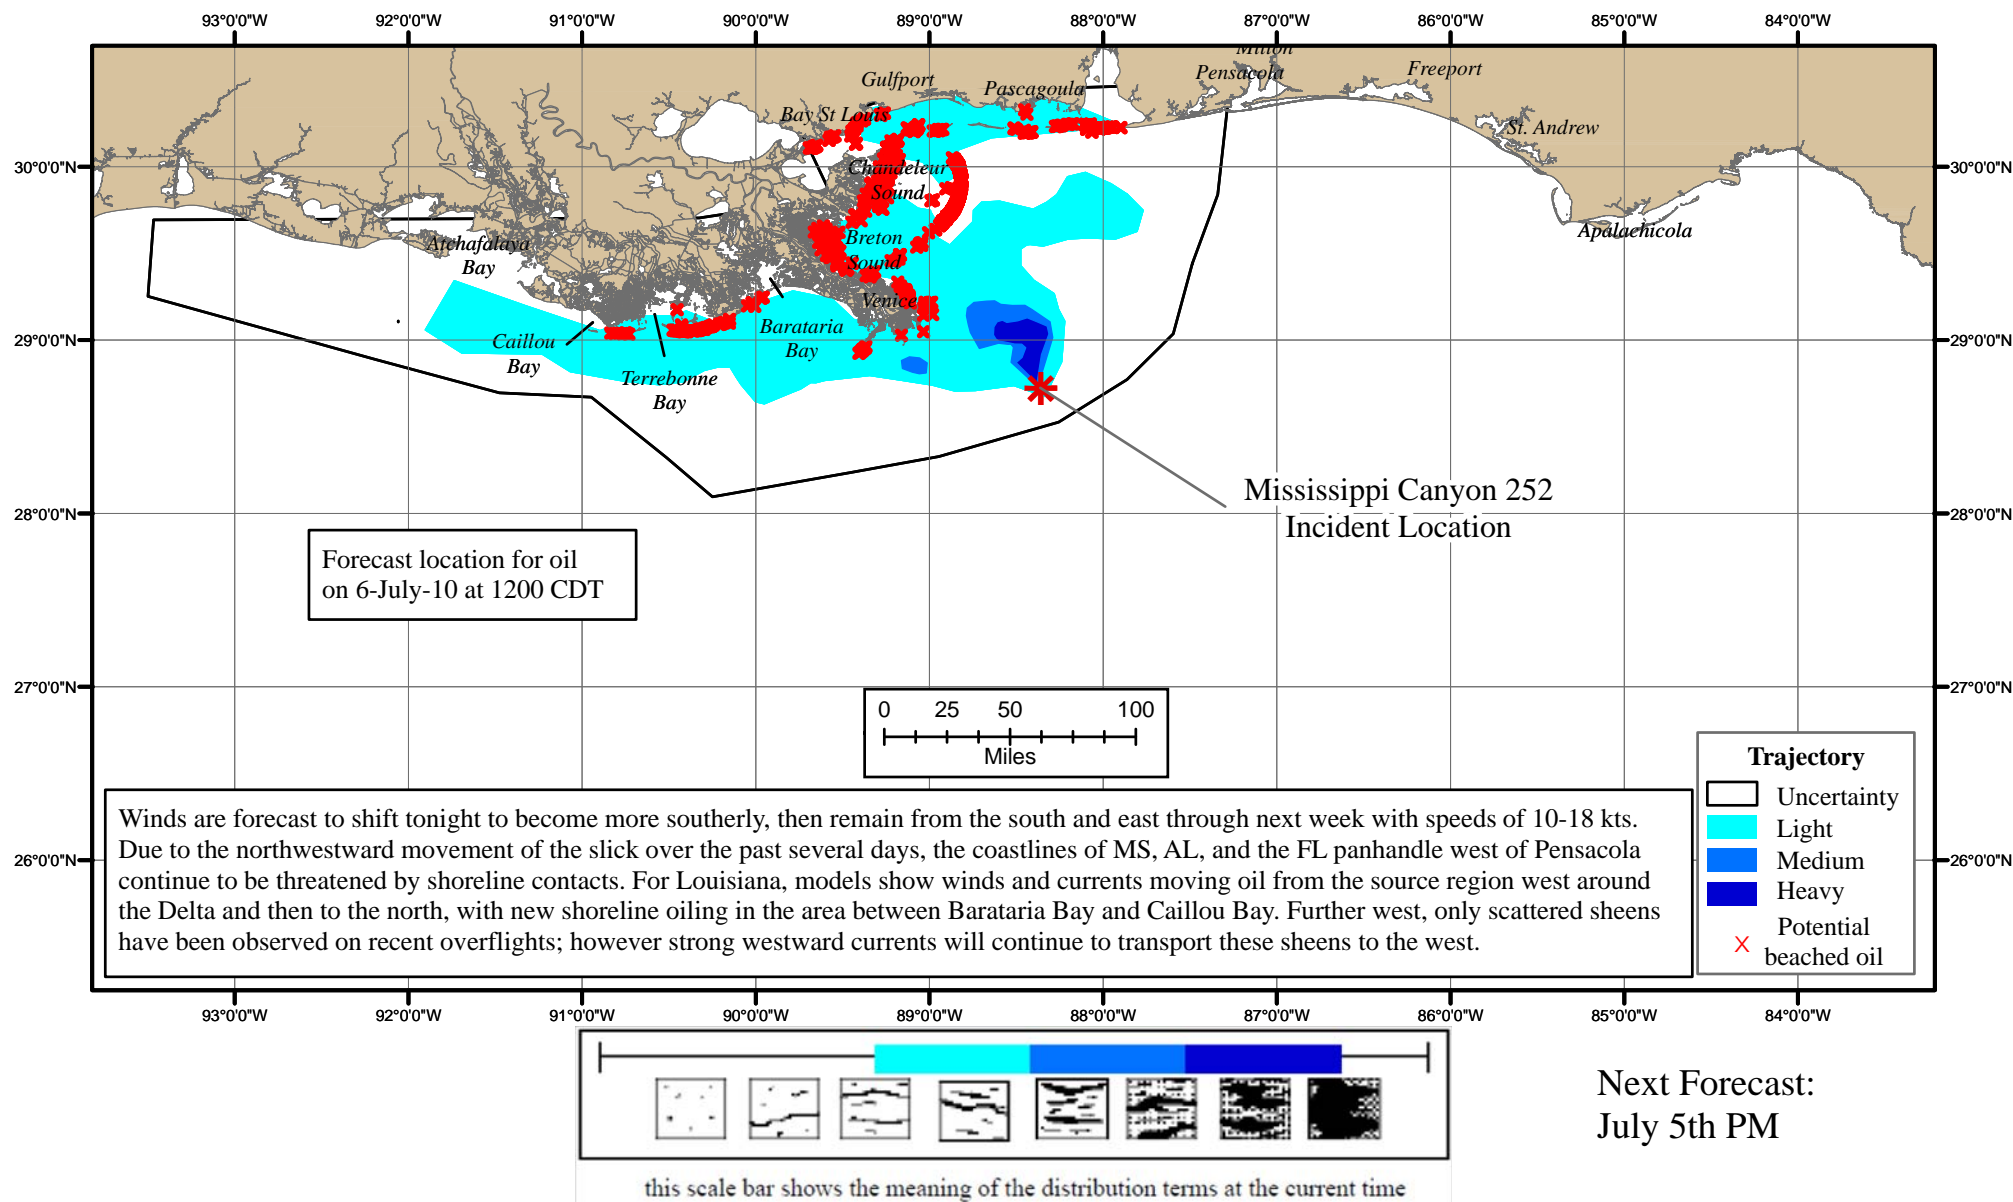 93°0'0"W 92°0'0"W 91°0'0"W 90°0'0"W 89°0'0"W 88°0'0"W 87°0'0"W 86°0'0"W 85°0'0"W 84°0'0"W
Milton
Gulfport Pascagoula Pensacola Freeport
Bay St Louis
St. Andrew
30°0'0"N 30°0'0"N
Chandeleur
Sound
Apalachicola
Atchafalaya
Bay
Breton
Sound
Venice
29°0'0"N 29°0'0"N
Caillou
Bay
Terrebonne
Bay
Barataria
Bay
Mississippi Canyon 252
Incident Location
28°0'0"N 28°0'0"N
Forecast location for oil
on 6-July-10 at 1200 CDT
27°0'0"N 27°0'0"N
0 25 50 100
Miles
Trajectory
Uncertainty
Light
Medium
Heavy
X Potential
beached oil
26°0'0"N 26°0'0"N
Winds are forecast to shift tonight to become more southerly, then remain from the south and east through next week with speeds of 10-18 kts.
Due to the northwestward movement of the slick over the past several days, the coastlines of MS, AL, and the FL panhandle west of Pensacola
continue to be threatened by shoreline contacts. For Louisiana, models show winds and currents moving oil from the source region west around
the Delta and then to the north, with new shoreline oiling in the area between Barataria Bay and Caillou Bay. Further west, only scattered sheens
have been observed on recent overflights; however strong westward currents will continue to transport these sheens to the west.
93°0'0"W 92°0'0"W 91°0'0"W 90°0'0"W 89°0'0"W 88°0'0"W 87°0'0"W 86°0'0"W 85°0'0"W 84°0'0"W
Next Forecast:
July 5th PM
this scale bar shows the meaning of the distribution terms at the current time